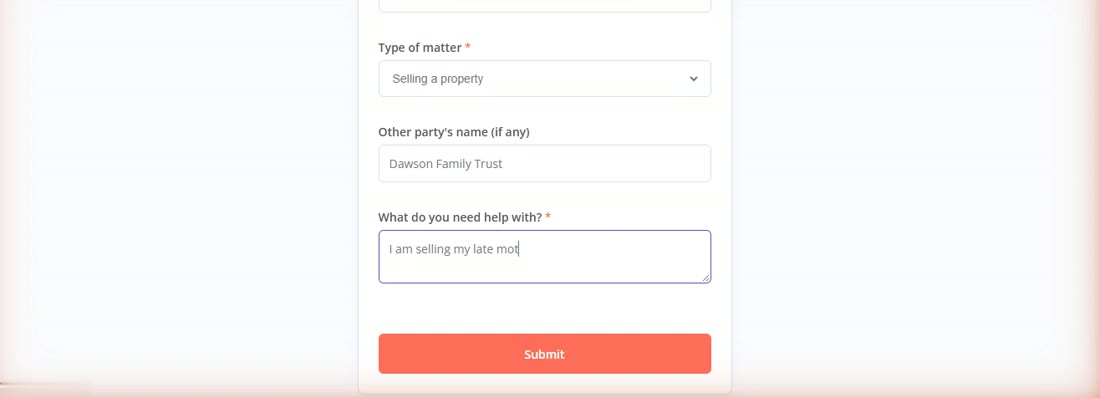 Type of matter *
Selling a property
Other party's name (if any)
Dawson Family Trust
What do you need help with? *
I am selling my late mot
Submit